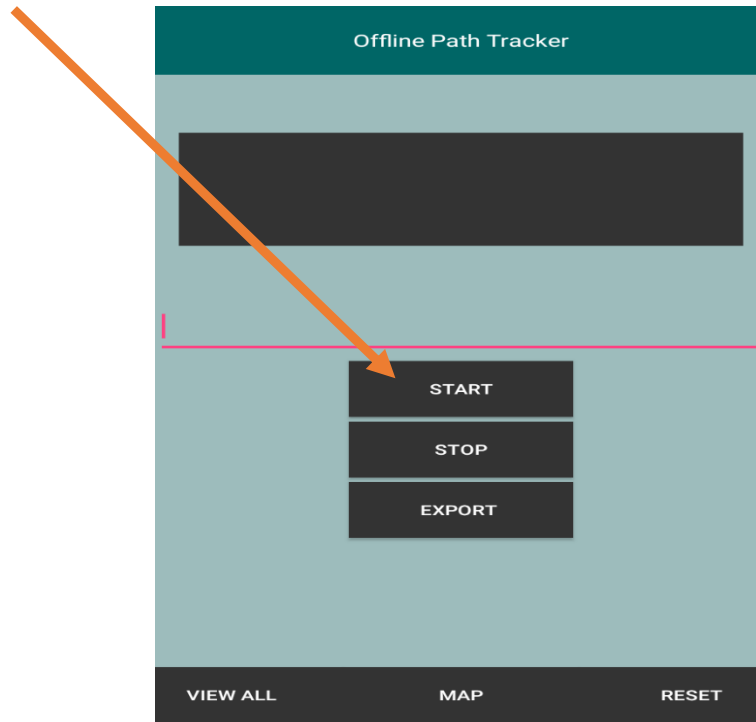 Offline Path Tracker
START
STOP
EXPORT
VIEW ALL MAP RESET